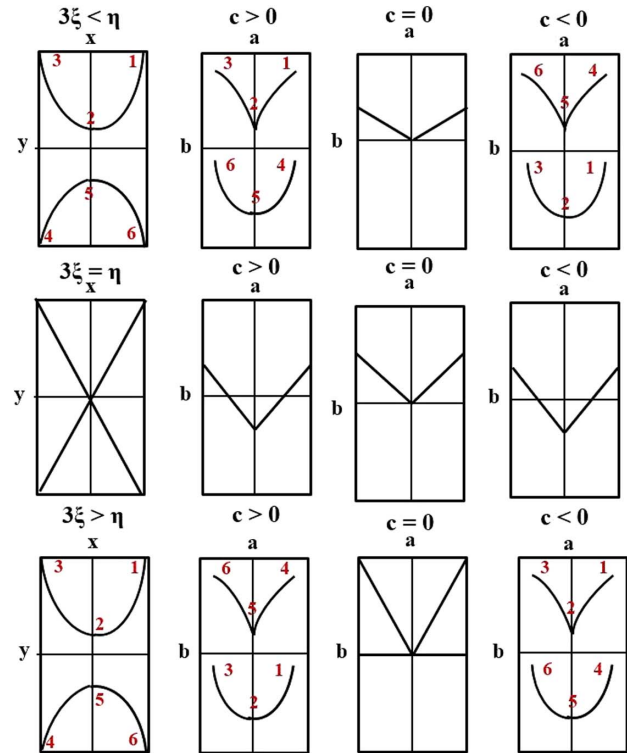 3ξ < η c > 0 c = 0 c < 0
x a a a
3 1 3 1 6 4
2 2 5
y b b b
5 6 4 3 1
4 6 5 2
3ξ = η c > 0 c = 0 c < 0
x a a a
y b b b
3ξ > η c > 0 c = 0 c < 0
x a a a
3 1 6 4 3 1
2 5 2
y b b b
5 3 1 6 4
4 6 2 5